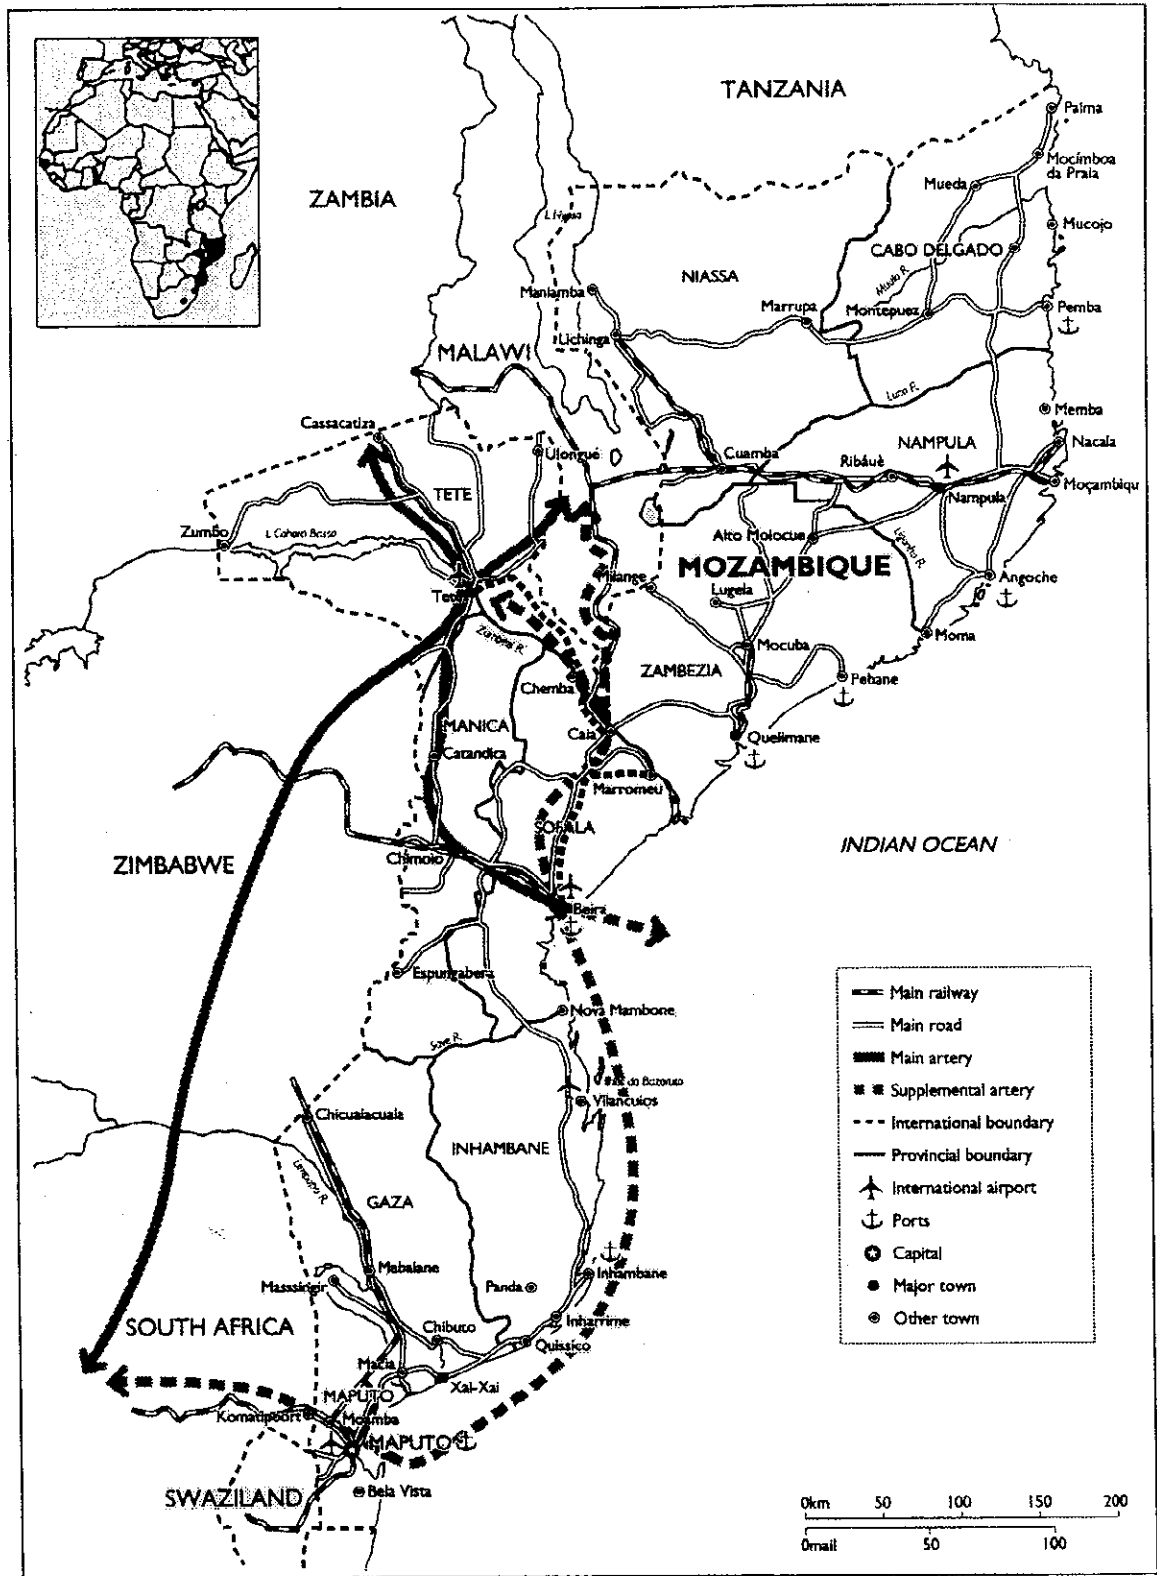 TANZANIA
Palma
Mocímboa
da Praia
Mueda
ZAMBIA
L Niassa
Mucojo
CABO DELGADO
NIASSA
Maniamba
Marrupa
Montepuez
Pemba
Lichinga
MALAWI
Memba
Cassacatiza
NAMPULA
Nacala
Ulongué
Cuamba
Ribáuè
TETE
Nampula
Moçambiqu
Zumbo
L Cahora Bassa
Alto Molocue
MOZAMBIQUE
Milange
Angoche
Tete
Lugela
Moma
Mocuba
Zambezi R.
ZAMBEZIA
Pebane
Chemba
MANICA
Caia
Quelimane
Catandica
Marromeu
SOFALA
INDIAN OCEAN
ZIMBABWE
Chimoio
Beira
Espungabera
Nova Mambone
Save R.
Vilancuios
Chicualacuala
INHAMBANE
GAZA
Mabalane
Masssingir
Panda
Inhambane
SOUTH AFRICA
Chibuto
Inharrime
Quissico
Macia
Xai-Xai
MAPUTO
Komatipoort
Moamba
MAPUTO
SWAZILAND
Bela Vista
Main railway
Main road
Main artery
Supplemental artery
International boundary
Provincial boundary
International airport
Ports
Capital
Major town
Other town
0km 50 100 150 200
0mail 50 100